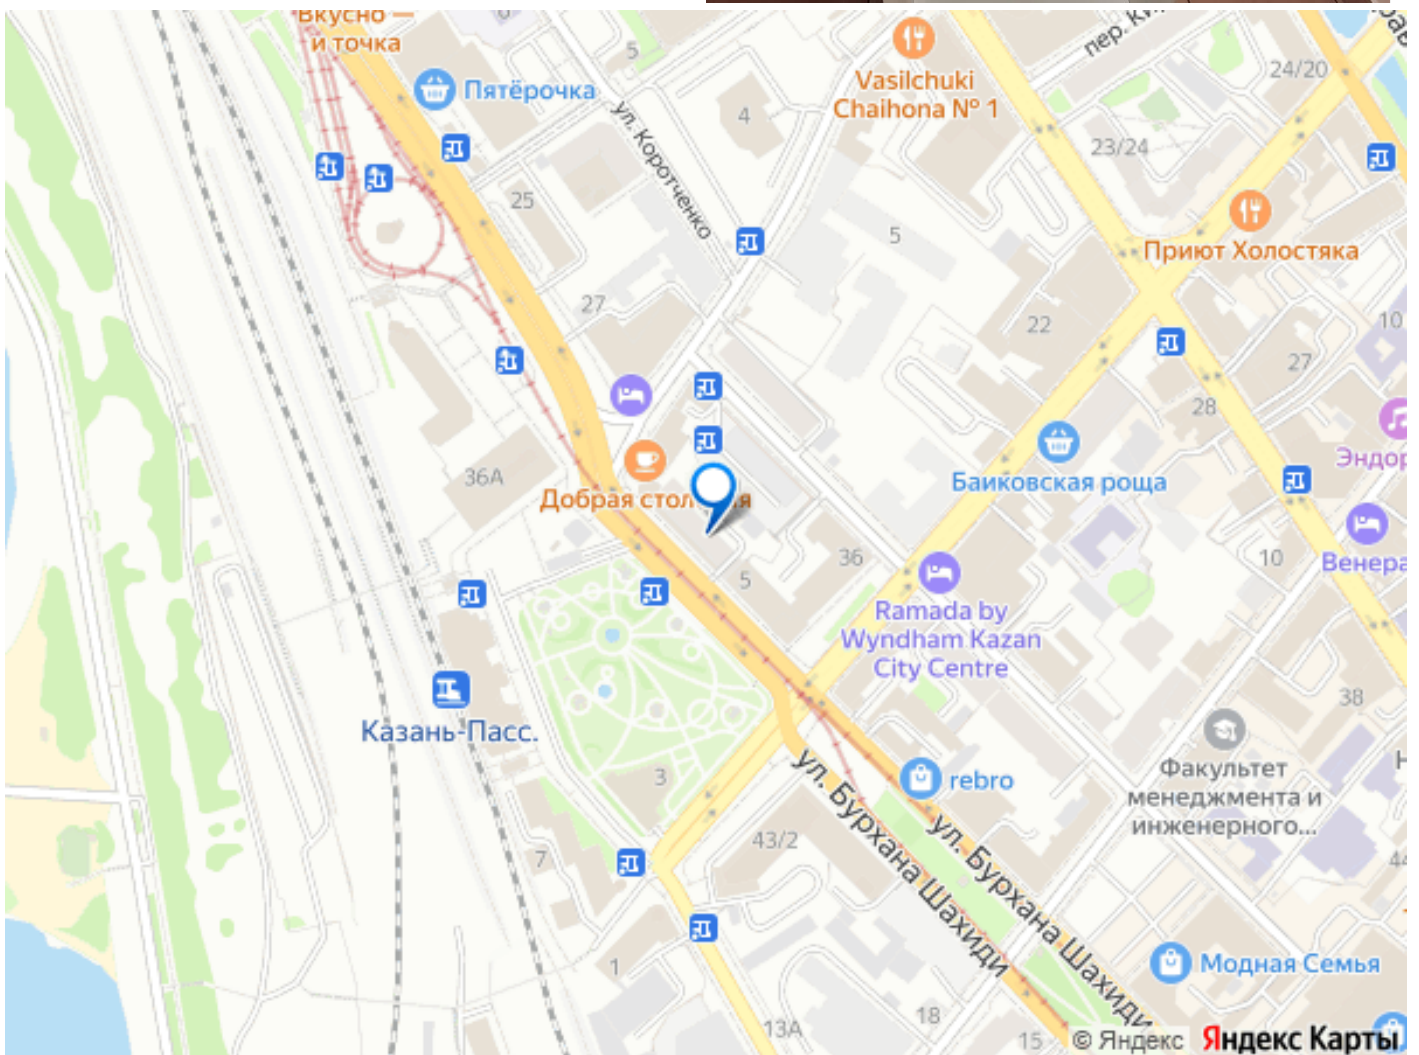 Вкусно —
и точка
Пятёрочка
5
ул. Коротченко
4
Vasilchuki
Chaihona № 1
24/20
23/24
25
5
Приют Холостяка
27
22
10
27
28
36А
Добрая
Баиковская роща
36
5
10
Венера
Ramada by
Wyndham Kazan
City Centre
38
Казань-Пасс.
3
rebro
Факультет
менеджмента и
инженерного...
7
43/2
ул. Бурхана Шахиди
ул. Бурхана Шахиди
1
Модная Семья
13А
18
15
© Яндекс Яндекс Карты